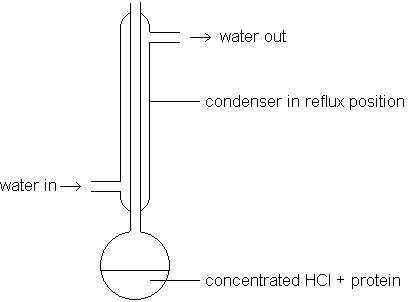 water out
condenser in reflux position
water in
concentrated HCl + protein